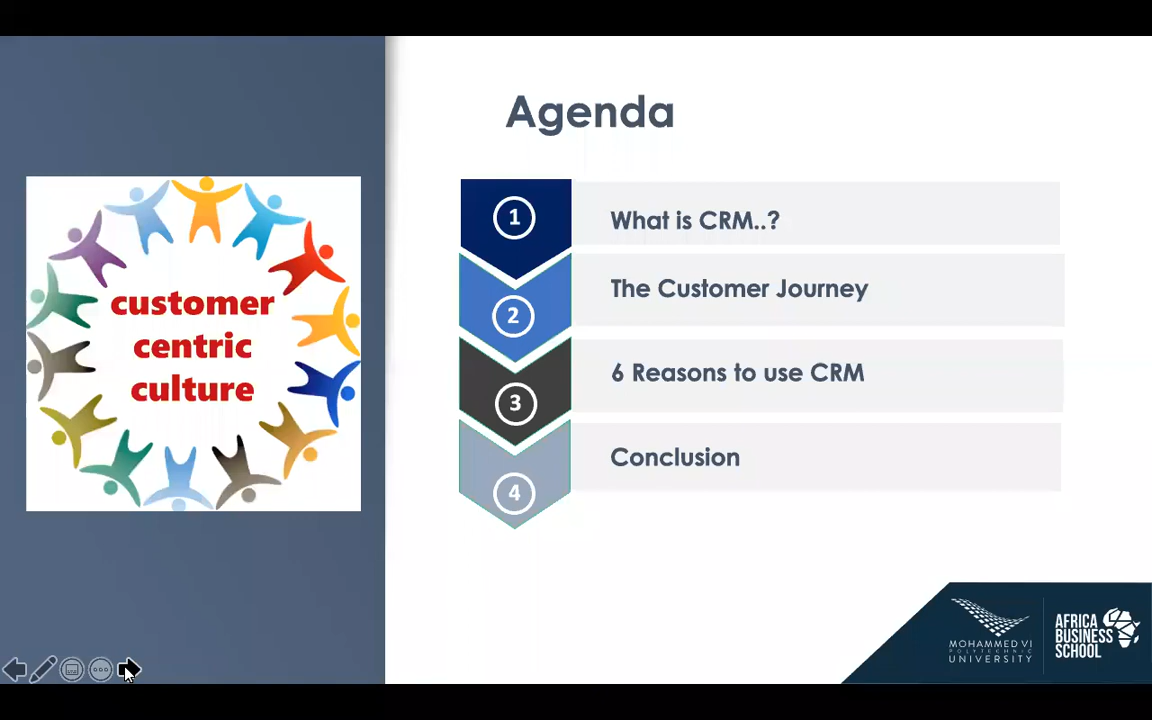 Agenda
customer
centric
culture
1
What is CRM..?
2
The Customer Journey
3
6 Reasons to use CRM
4
Conclusion
MOHAMMED VI
POLYTECHNIC
UNIVERSITY
AFRICA
BUSINESS
SCHOOL